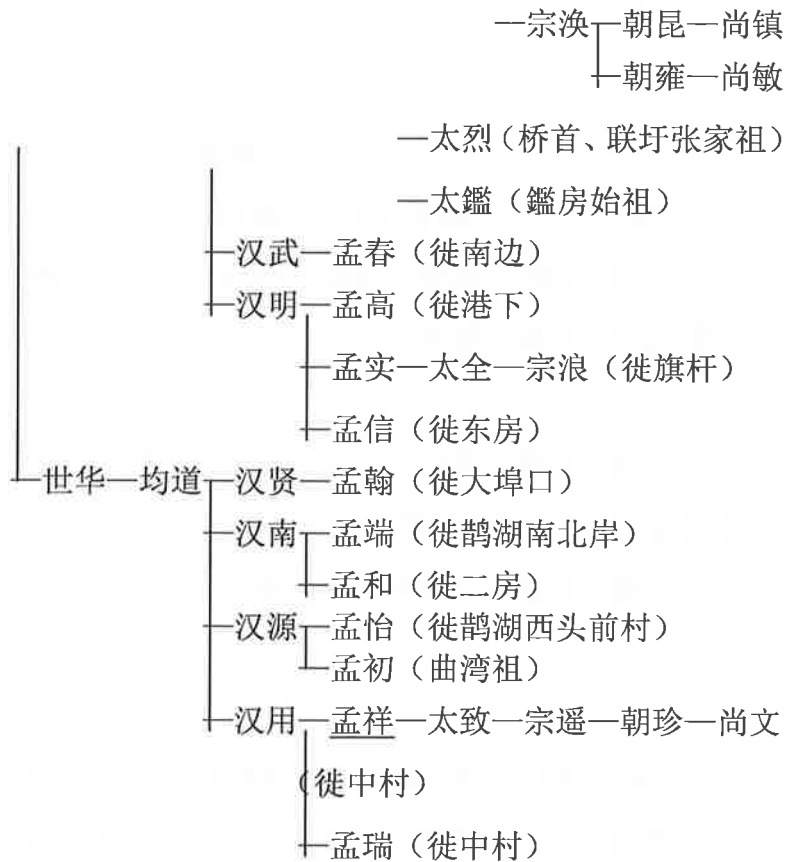 宗涣 朝昆 尚镇
朝雍 尚敏
太烈（桥首、联圩张家祖）
太鑑（鑑房始祖）
汉武 孟春（徙南边）
汉明 孟高（徙港下）
孟实 太全 宗浪（徙旗杆）
孟信（徙东房）
世华 均道 汉贤 孟翰（徙大埠口）
汉南 孟端（徙鹊湖南北岸）
孟和（徙二房）
汉源 孟怡（徙鹊湖西头前村）
孟初（曲湾祖）
汉用 孟祥 太致 宗遥 朝珍 尚文
（徙中村）
孟瑞（徙中村）